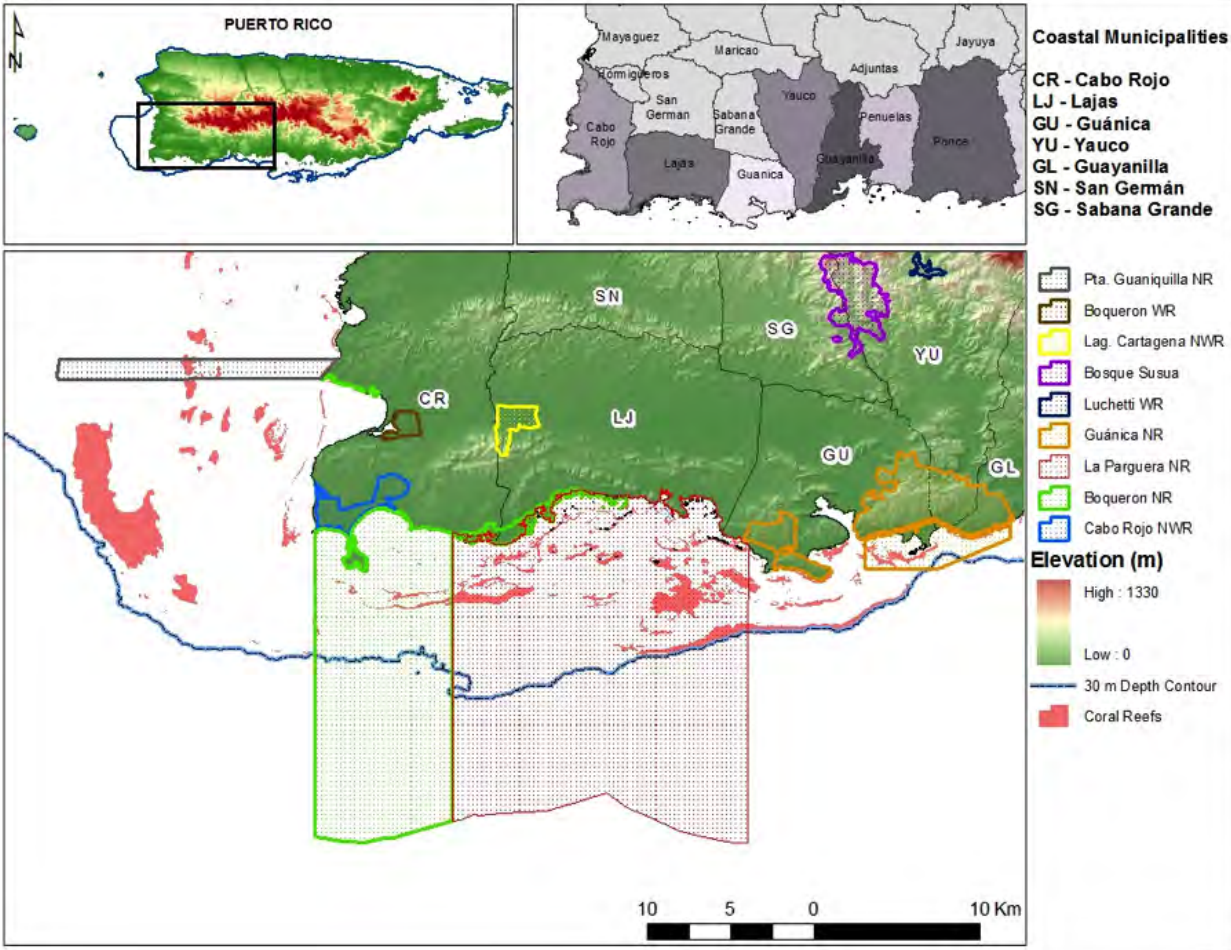 PUERTO RICO
N
Mayaguez
Maricao
Jayuya
Hormigueros
Adjuntas
San
German
Yauco
Cabo
Rojo
Sabana
Grande
Penuelas
Ponce
Lajas
Guayanilla
Guanica
Coastal Municipalities
CR - Cabo Rojo
LJ - Lajas
GU - Guánica
YU - Yauco
GL - Guayanilla
SN - San Germán
SG - Sabana Grande
SN
SG
YU
CR
LJ
GU
GL
Pta. Guaniquilla NR
Boqueron WR
Lag. Cartagena NWR
Bosque Susua
Luchetti WR
Guánica NR
La Parguera NR
Boqueron NR
Cabo Rojo NWR
Elevation (m)
High : 1330
Low : 0
30 m Depth Contour
Coral Reefs
10 5 0 10 Km